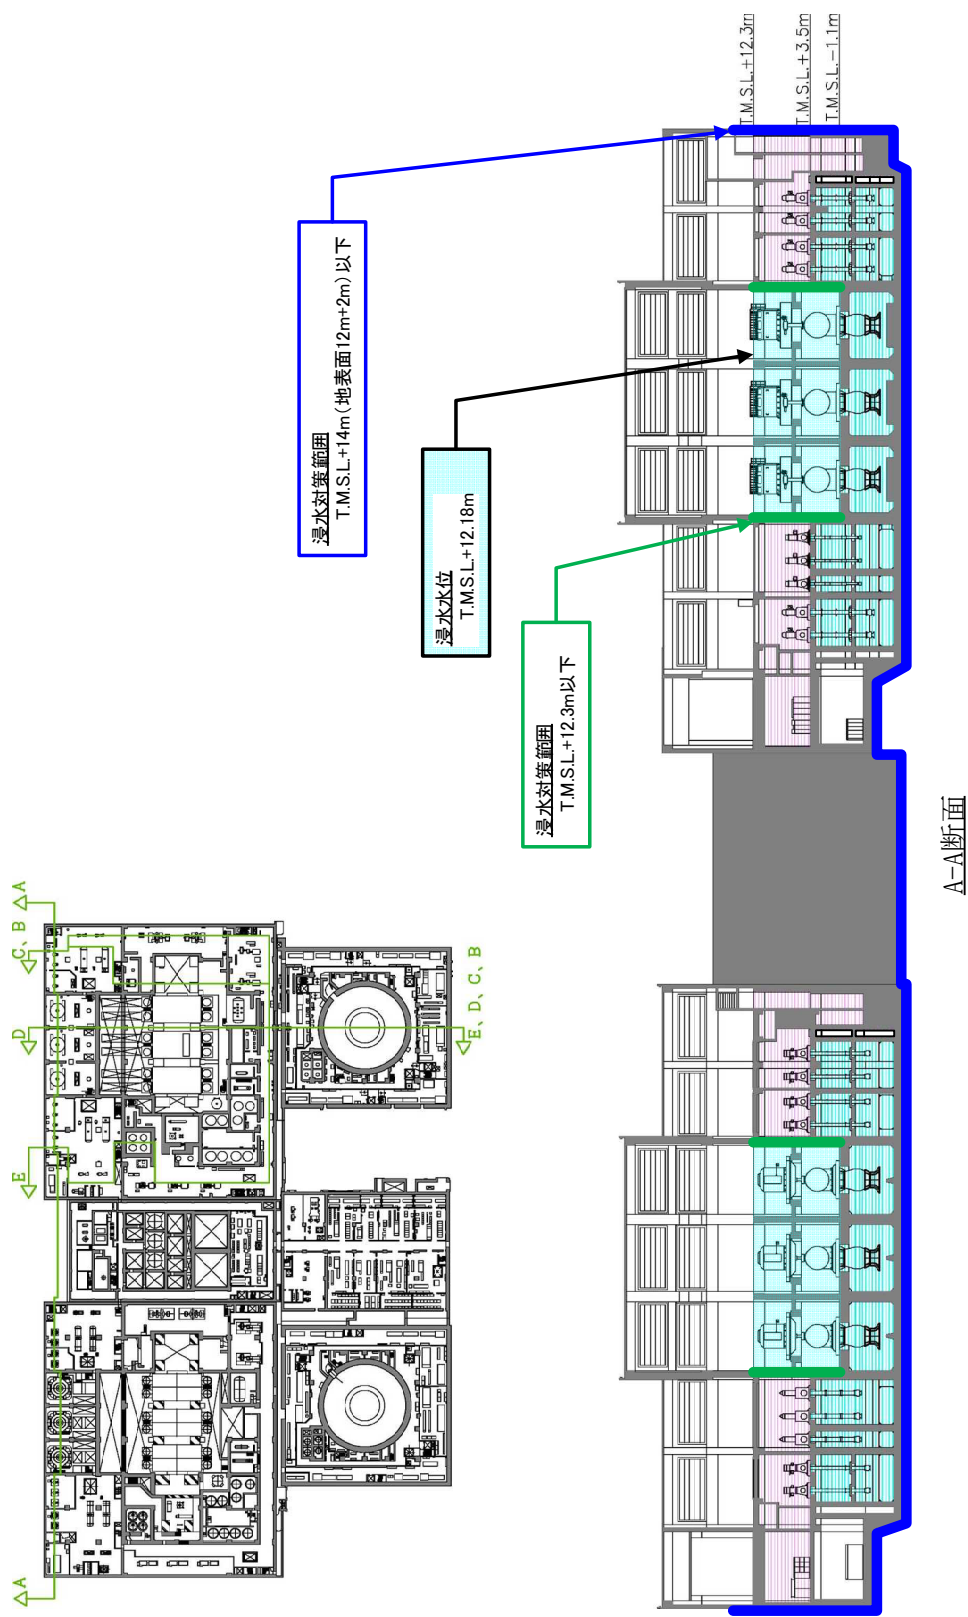 A
C、B
D
E
A
E、D、C、B
浸水対策範囲
T.M.S.L.+14m(地表面12m+2m)以下
浸水水位
T.M.S.L.+12.18m
浸水対策範囲
T.M.S.L.+12.3m以下
T.M.S.L.+12.3m
T.M.S.L.+3.5m
T.M.S.L.-1.1m
A-A断面